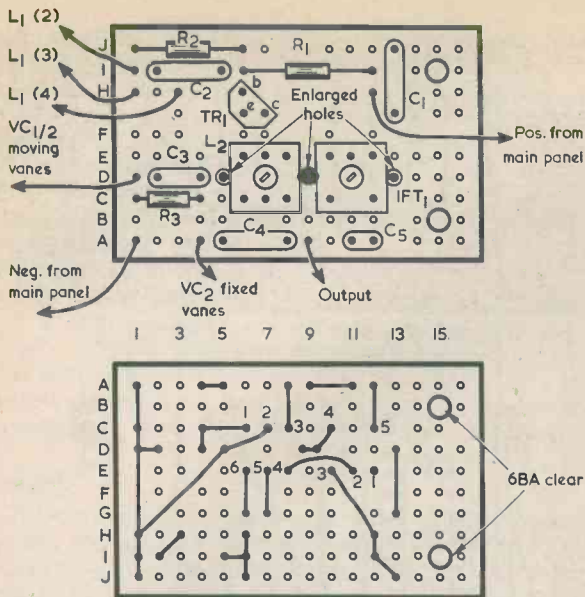 L1 (2)
L1 (3)
L1 (4)
VC1/2
moving
vanes
Neg. from
main panel
J
I
H
F
E
D
C
B
A
R2
R1
C2
b
c
e
TR1
Enlarged
holes
C1
L2
C3
R3
IFT1
C4
C5
Pos. from
main panel
VC2 fixed
vanes
Output
1 3 5 7 9 11 13 15
A
B
C
D
E
F
G
H
I
J
1 2 3 4 5
6 5 4 3 2 1
6BA clear